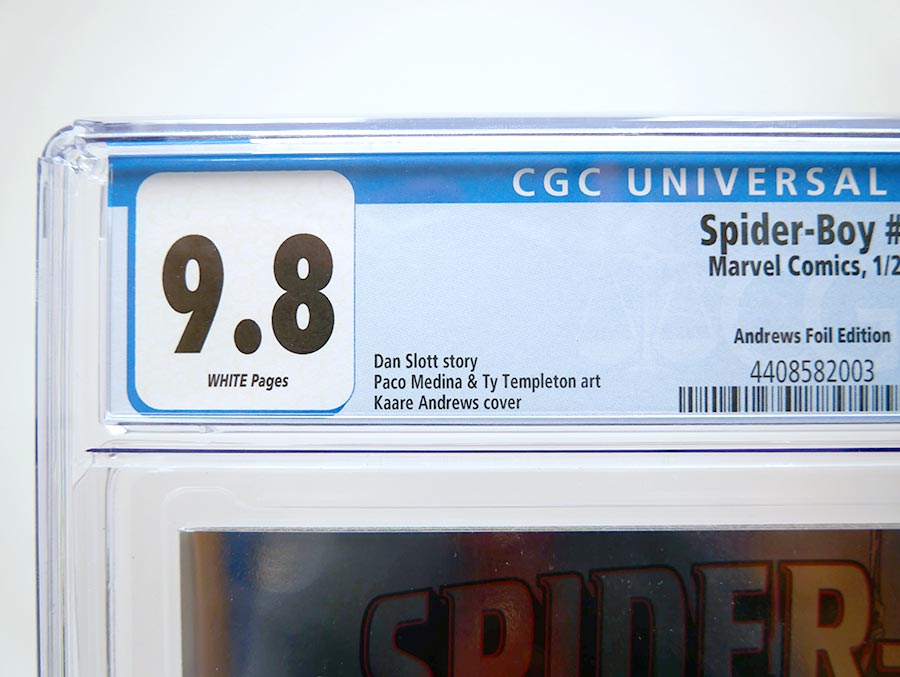 CGC UNIVERSAL
9.8
WHITE Pages
Spider-Boy #
Marvel Comics, 1/2
Andrews Foil Edition
4408582003
Dan Slott story
Paco Medina & Ty Templeton art
Kaare Andrews cover
SPIDER-